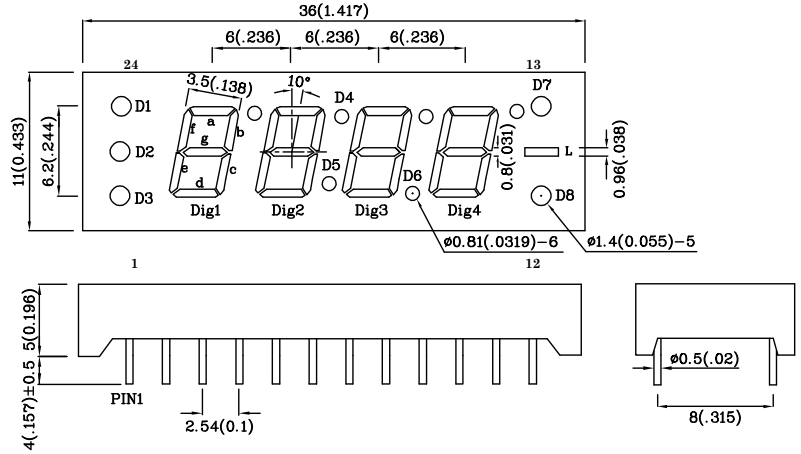 36(1.417)
6(.236) 6(.236) 6(.236)
24 13
3.5(.138) 10° D7
D1 D4
a
f b
g
D2 L
11(0.433) 6.2(.244) 0.8(.031) 0.96(.038)
e c
d
D5 D6
D3 D8
Dig1 Dig2 Dig3 Dig4
ø0.81(.0319)-6 ø1.4(0.055)-5
1 12
5(0.196)
4(.157)±0.5
ø0.5(.02)
PIN1
2.54(0.1)
8(.315)